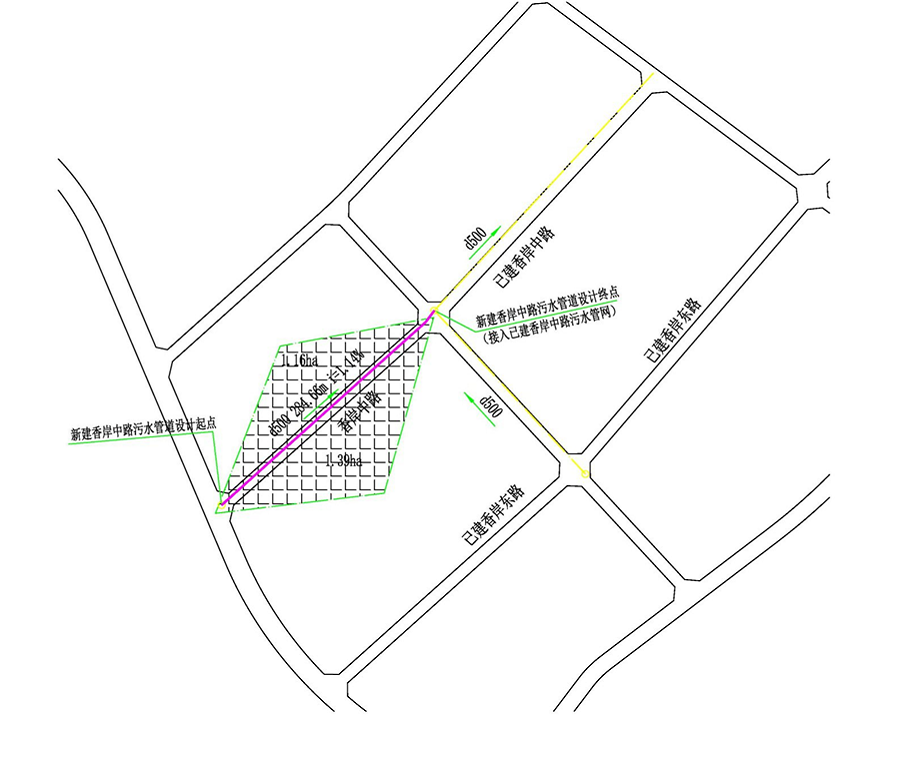 d500
已建香岸中路
新建香岸中路污水管道设计终点
(接入已建香岸中路污水管网)
已建香岸东路
1.16ha
d500 284.66m i=1.14%
香岸中路
d500
新建香岸中路污水管道设计起点
1.39ha
已建香岸东路